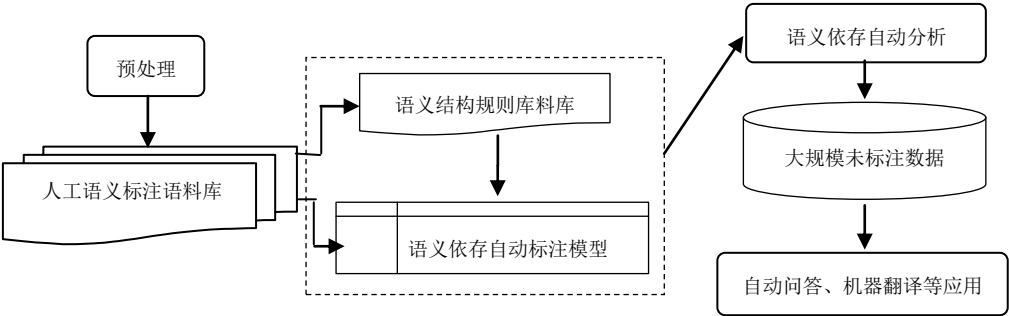 预处理
人工语义标注语料库
语义结构规则库料库
语义依存自动标注模型
语义依存自动分析
大规模未标注数据
自动问答、机器翻译等应用